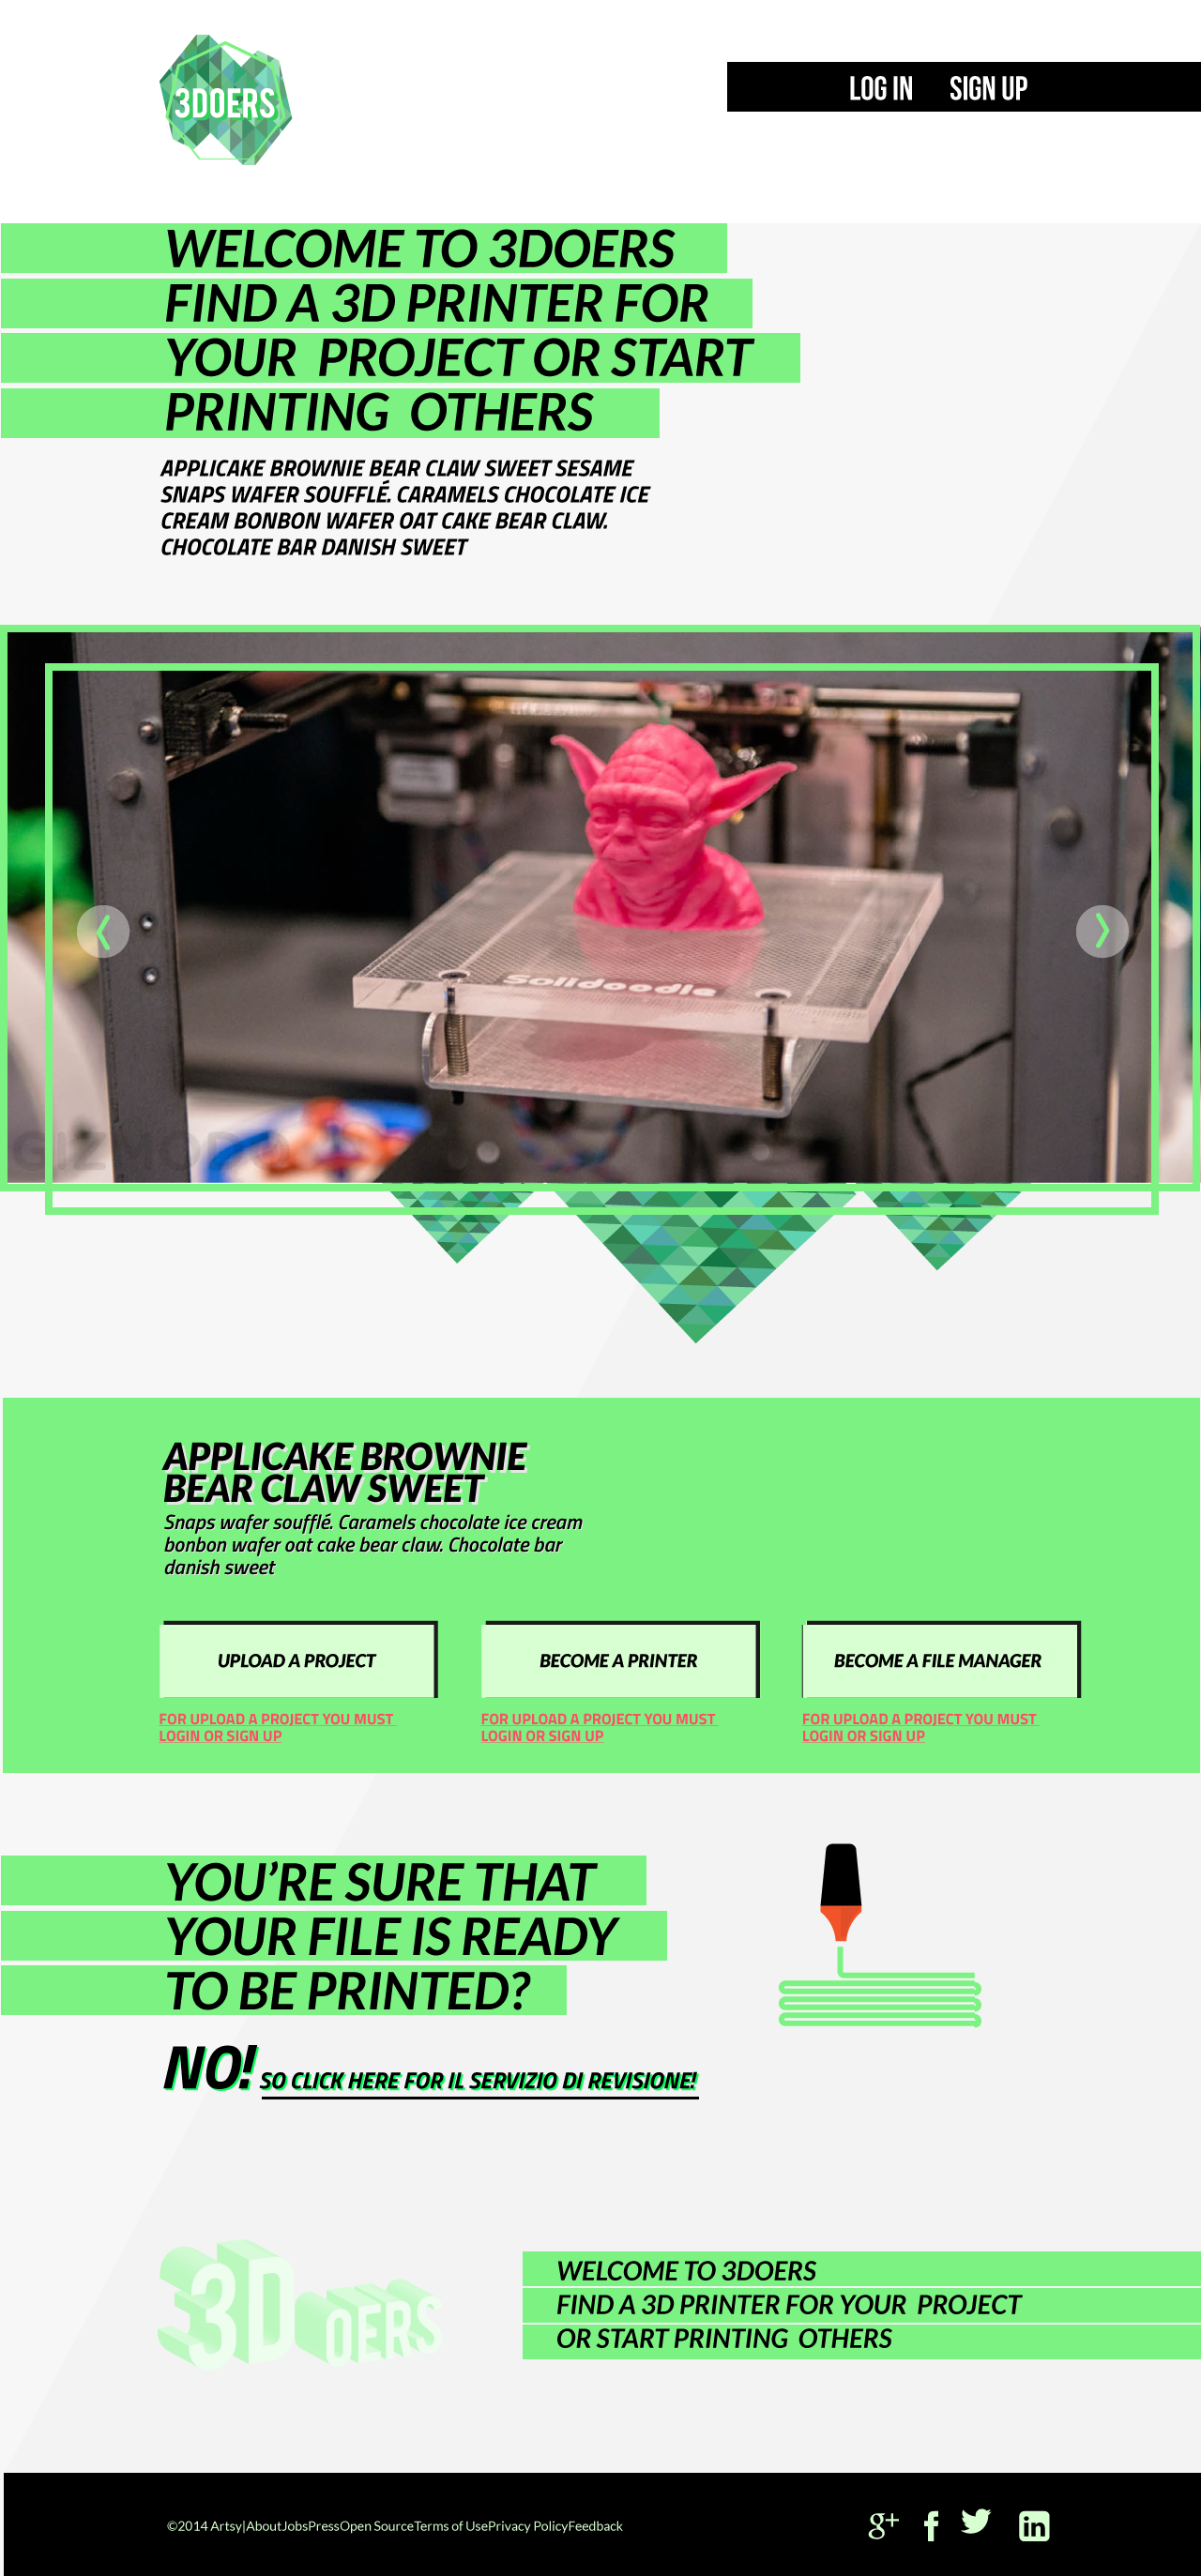 3DOERS
LOG IN SIGN UP
WELCOME TO 3DOERS
FIND A 3D PRINTER FOR
YOUR PROJECT OR START
PRINTING OTHERS
APPLICAKE BROWNIE BEAR CLAW SWEET SESAME
SNAPS WAFER SOUFFLÉ. CARAMELS CHOCOLATE ICE
CREAM BONBON WAFER OAT CAKE BEAR CLAW.
CHOCOLATE BAR DANISH SWEET
Solidoodle
GIZMODO
APPLICAKE BROWNIE
BEAR CLAW SWEET
Snaps wafer soufflé. Caramels chocolate ice cream
bonbon wafer oat cake bear claw. Chocolate bar
danish sweet
UPLOAD A PROJECT
FOR UPLOAD A PROJECT YOU MUST
LOGIN OR SIGN UP
BECOME A PRINTER
FOR UPLOAD A PROJECT YOU MUST
LOGIN OR SIGN UP
BECOME A FILE MANAGER
FOR UPLOAD A PROJECT YOU MUST
LOGIN OR SIGN UP
YOU’RE SURE THAT
YOUR FILE IS READY
TO BE PRINTED?
NO! SO CLICK HERE FOR IL SERVIZIO DI REVISIONE!
3DOERS
WELCOME TO 3DOERS
FIND A 3D PRINTER FOR YOUR PROJECT
OR START PRINTING OTHERS
©2014 Artsy|AboutJobsPressOpen SourceTerms of UsePrivacy PolicyFeedback
g+ f in